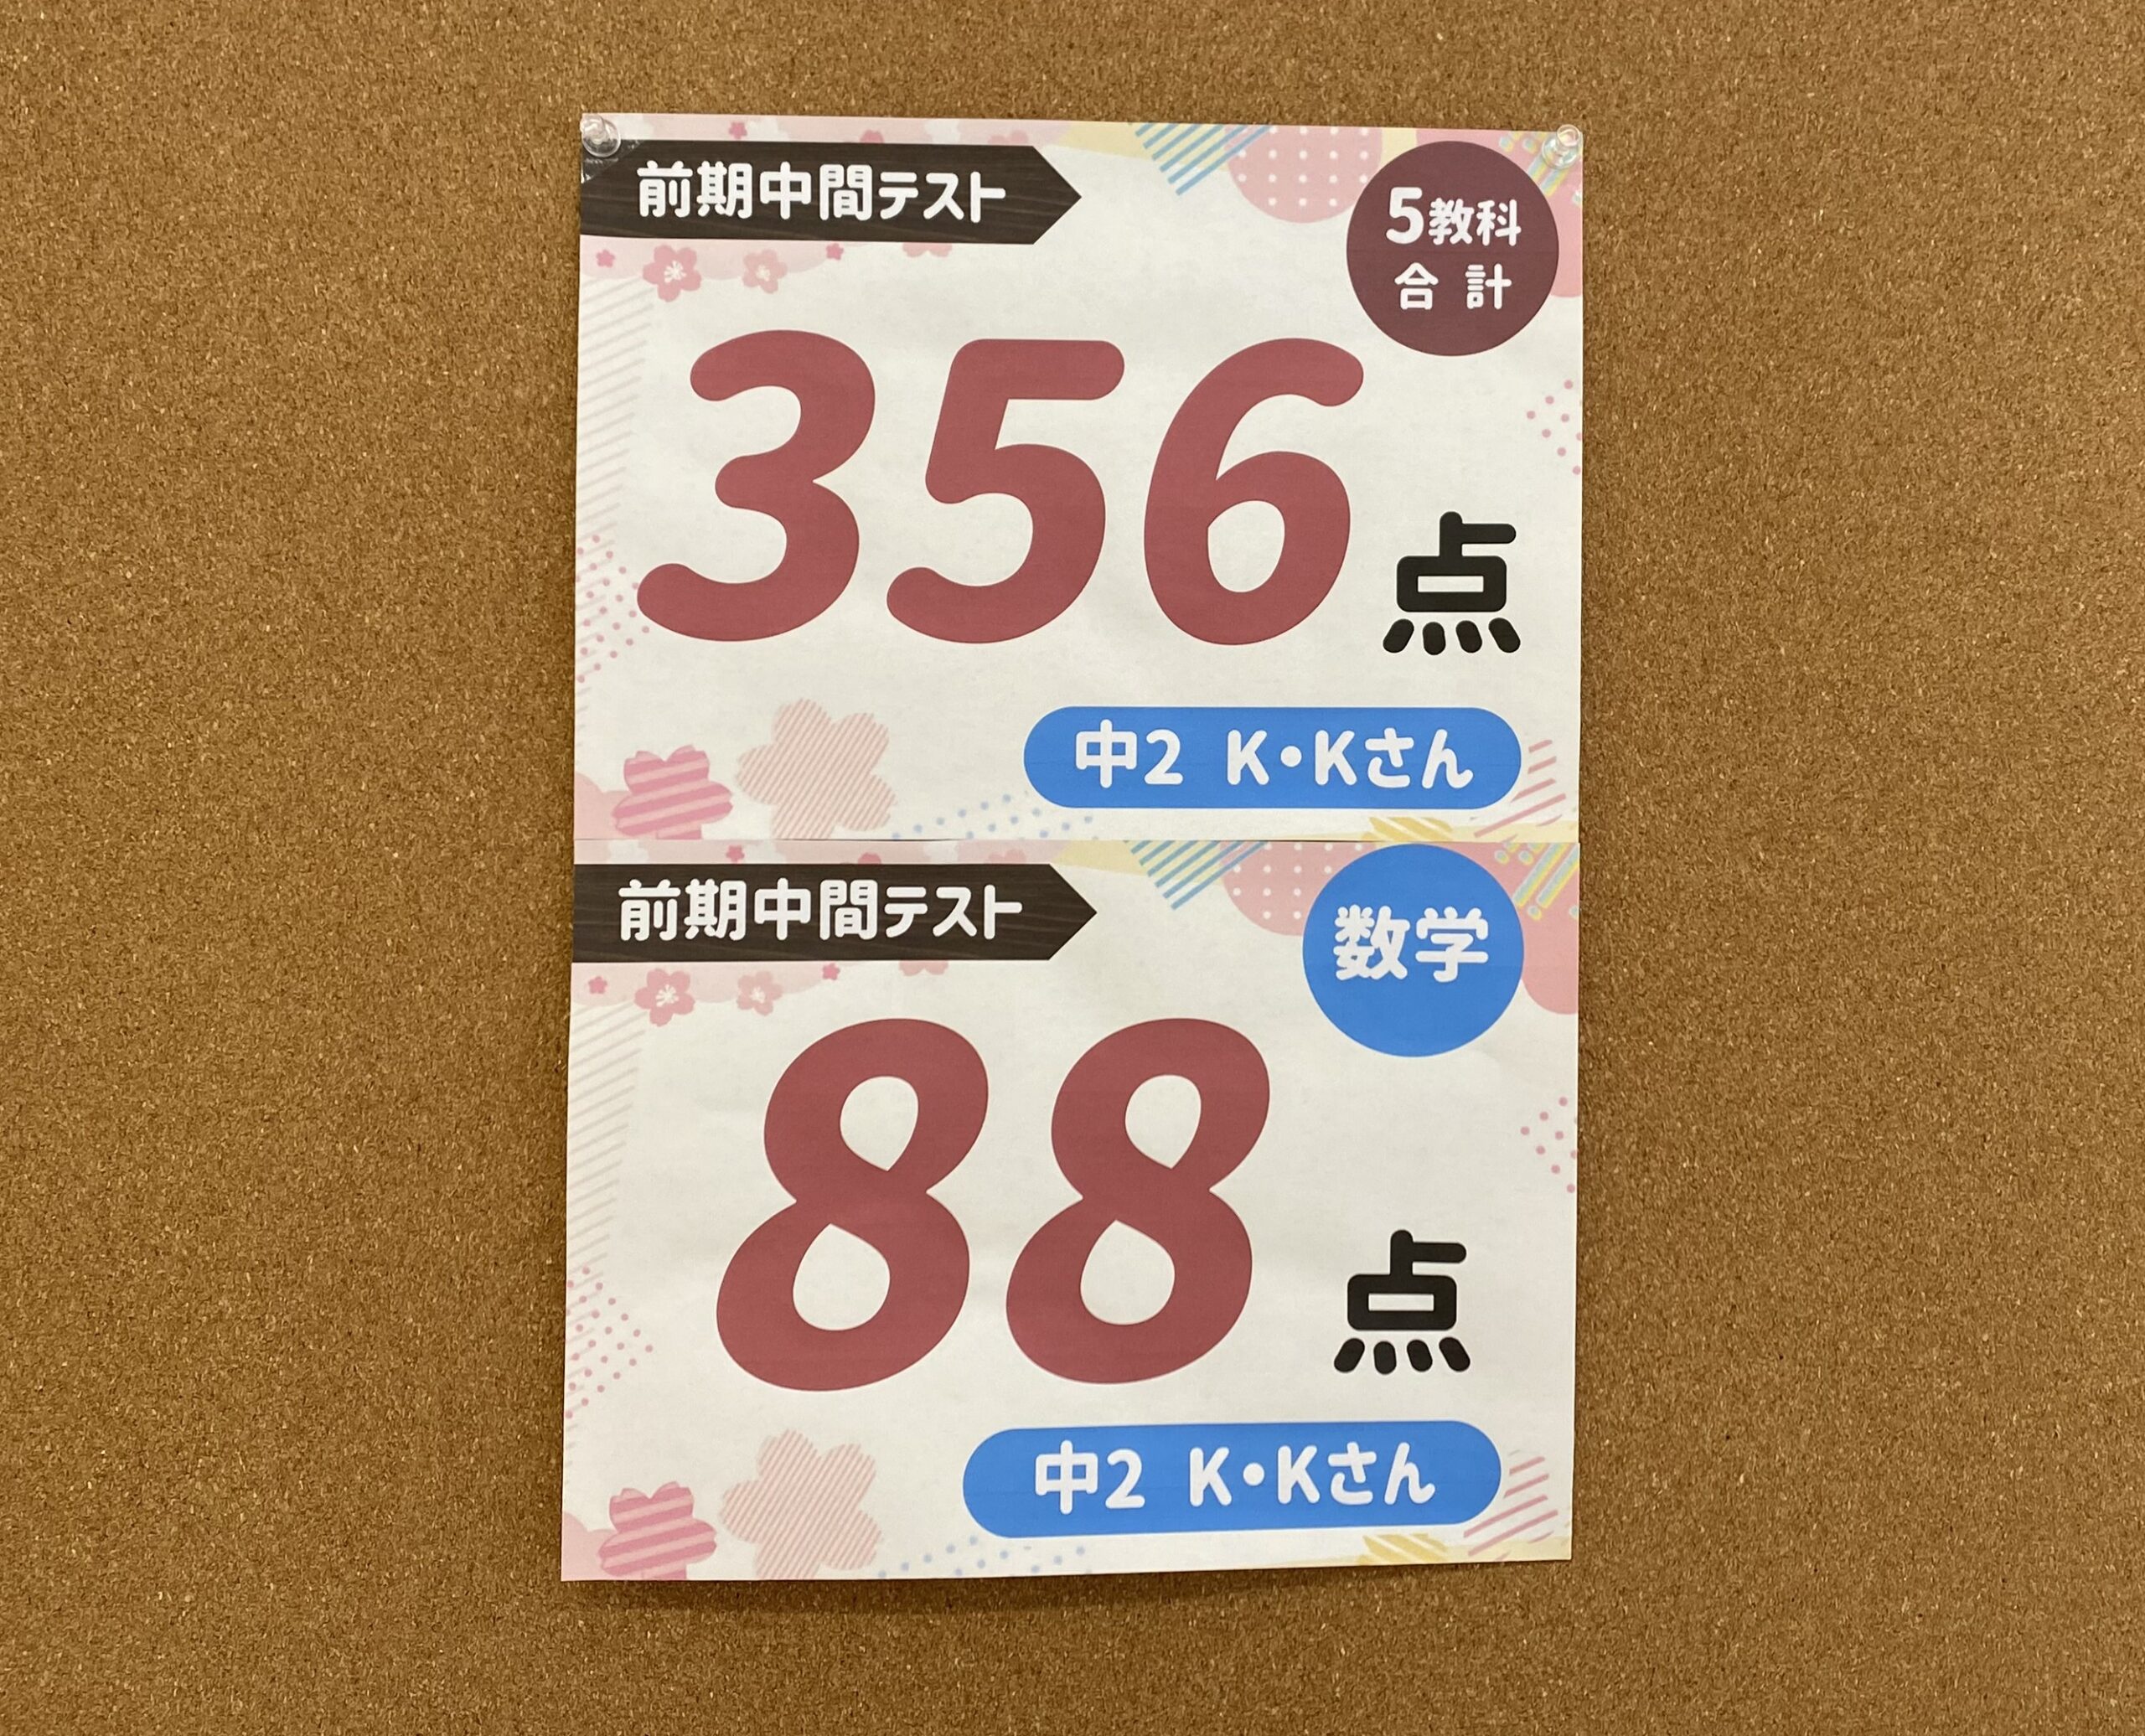 前期中間テスト
5教科
合計
356点
中2 K・Kさん
前期中間テスト
数学
88点
中2 K・Kさん